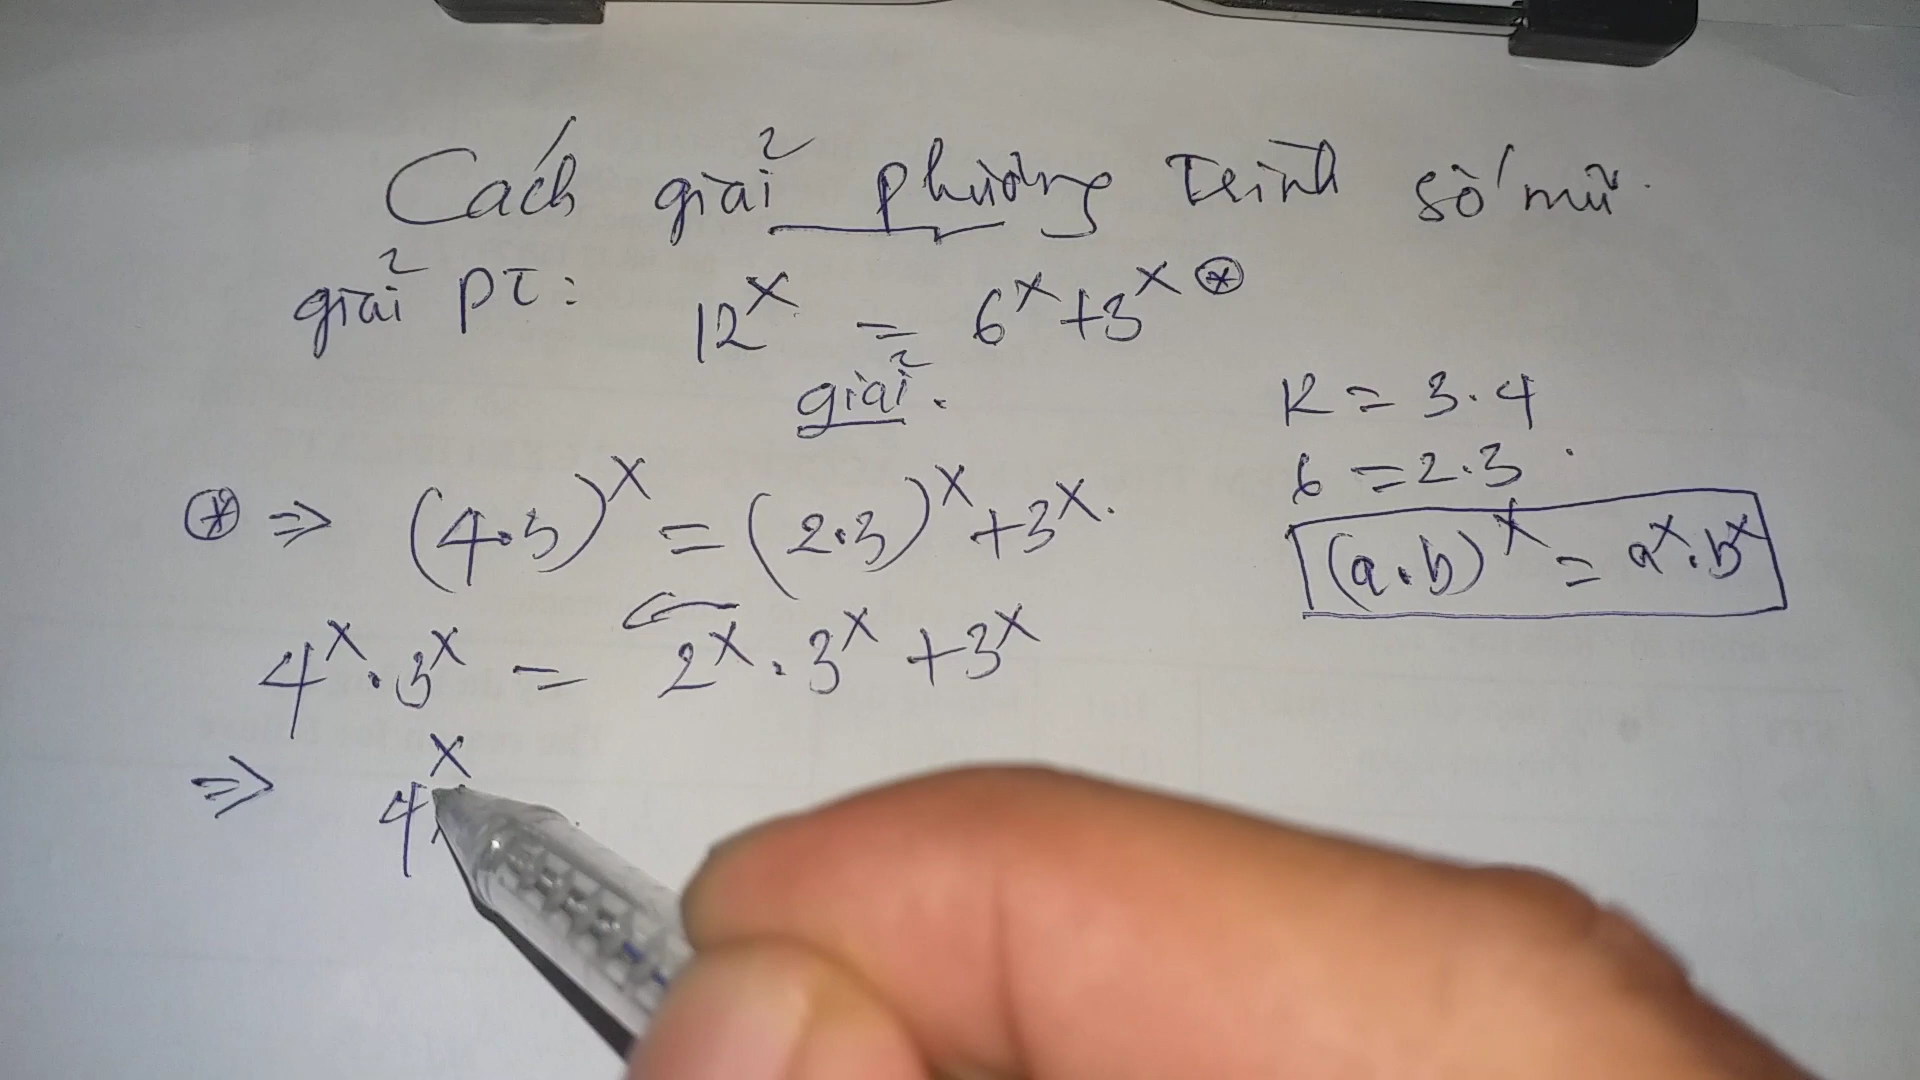 Cách giải phương trình số mũ.
giải PT: 12^x = 6^x + 3^x ⊛
giải.
12 = 3.4
6 = 2.3
(a.b)^x = a^x.b^x
⊛ => (4.3)^x = (2.3)^x + 3^x.
4^x . 3^x = 2^x . 3^x + 3^x
=> 4^x